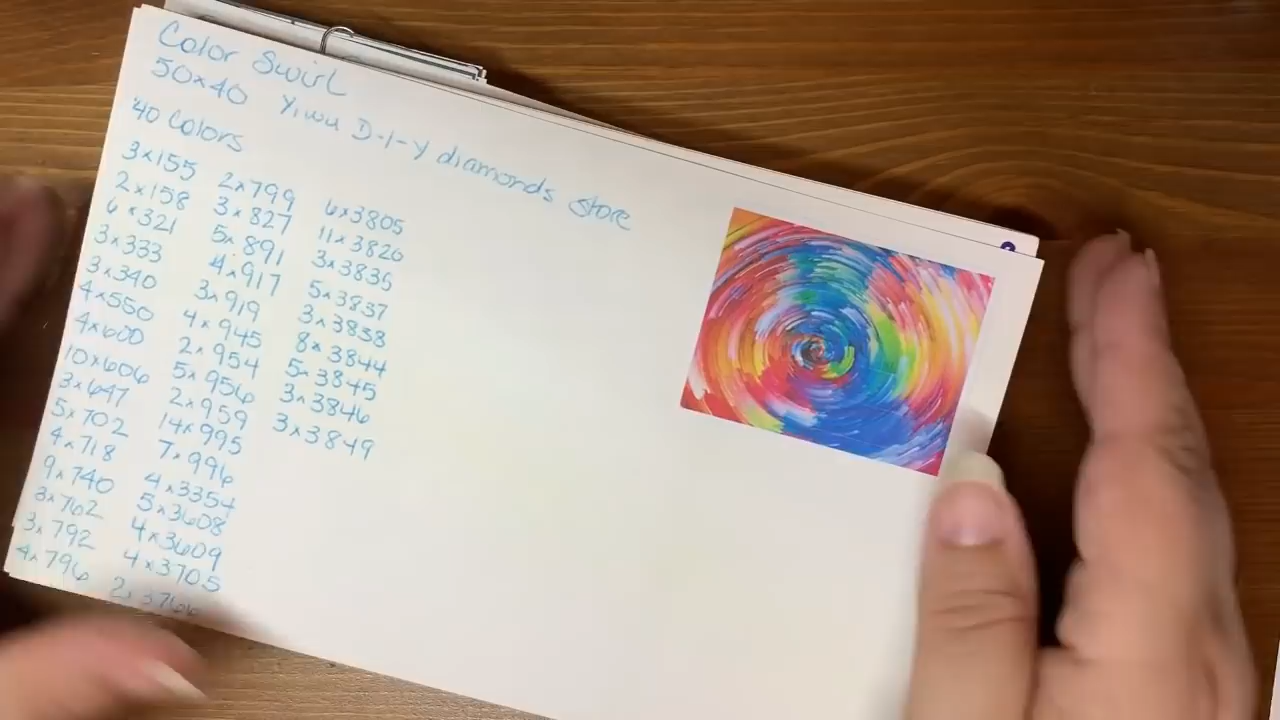 Color Swirl
50x40 Yiwu D-I-Y diamonds store
40 Colors
3x155
2x158
6x321
3x333
3x340
4x550
4x600
10x606
3x647
5x702
4x718
9x740
3x762
3x792
4x796
2x799
3x827
5x891
4x917
3x919
4x945
2x954
5x956
2x959
14x995
7x996
4x3354
5x3608
4x3609
4x3705
6x3805
11x3820
3x3835
5x3837
3x3838
8x3844
5x3845
3x3846
3x3849